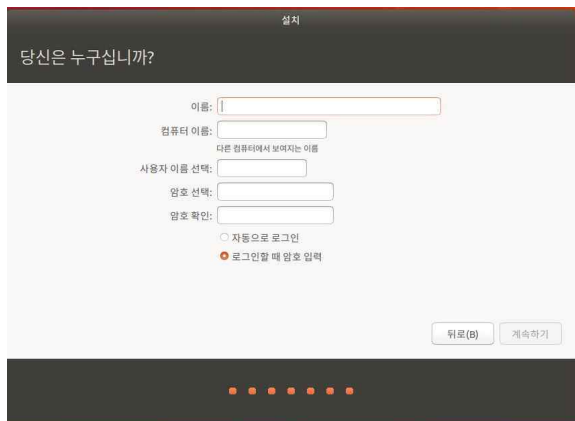 설치
당신은 누구십니까?
이름:
컴퓨터 이름:
다른 컴퓨터에서 보여지는 이름
사용자 이름 선택:
암호 선택:
암호 확인:
자동으로 로그인
로그인할 때 암호 입력
뒤로(B) 계속하기